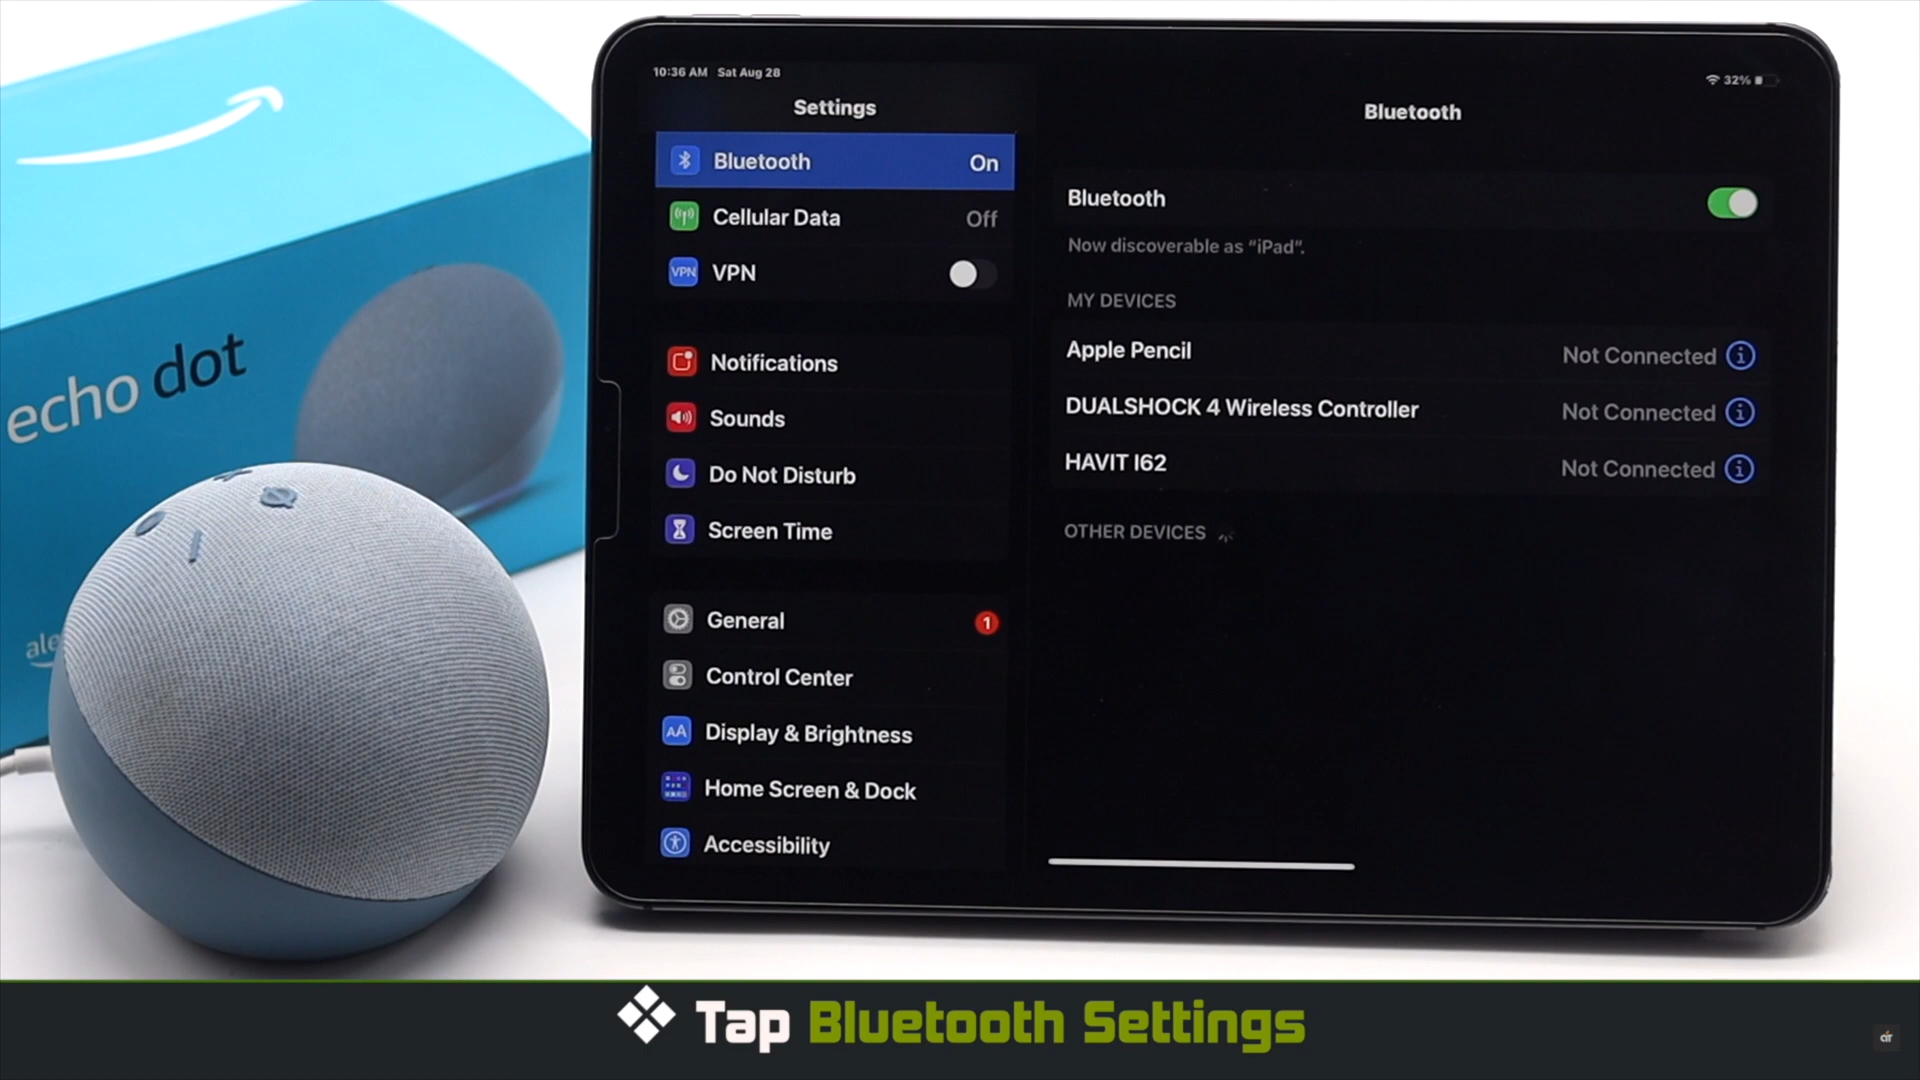 echo dot
10:36 AM Sat Aug 28
32%
Settings
Bluetooth On
Cellular Data Off
VPN VPN
Notifications
Sounds
Do Not Disturb
Screen Time
General 1
Control Center
AA Display & Brightness
Home Screen & Dock
Accessibility
Bluetooth
Bluetooth
Now discoverable as “iPad”.
MY DEVICES
Apple Pencil Not Connected i
DUALSHOCK 4 Wireless Controller Not Connected i
HAVIT I62 Not Connected i
OTHER DEVICES
Tap Bluetooth Settings